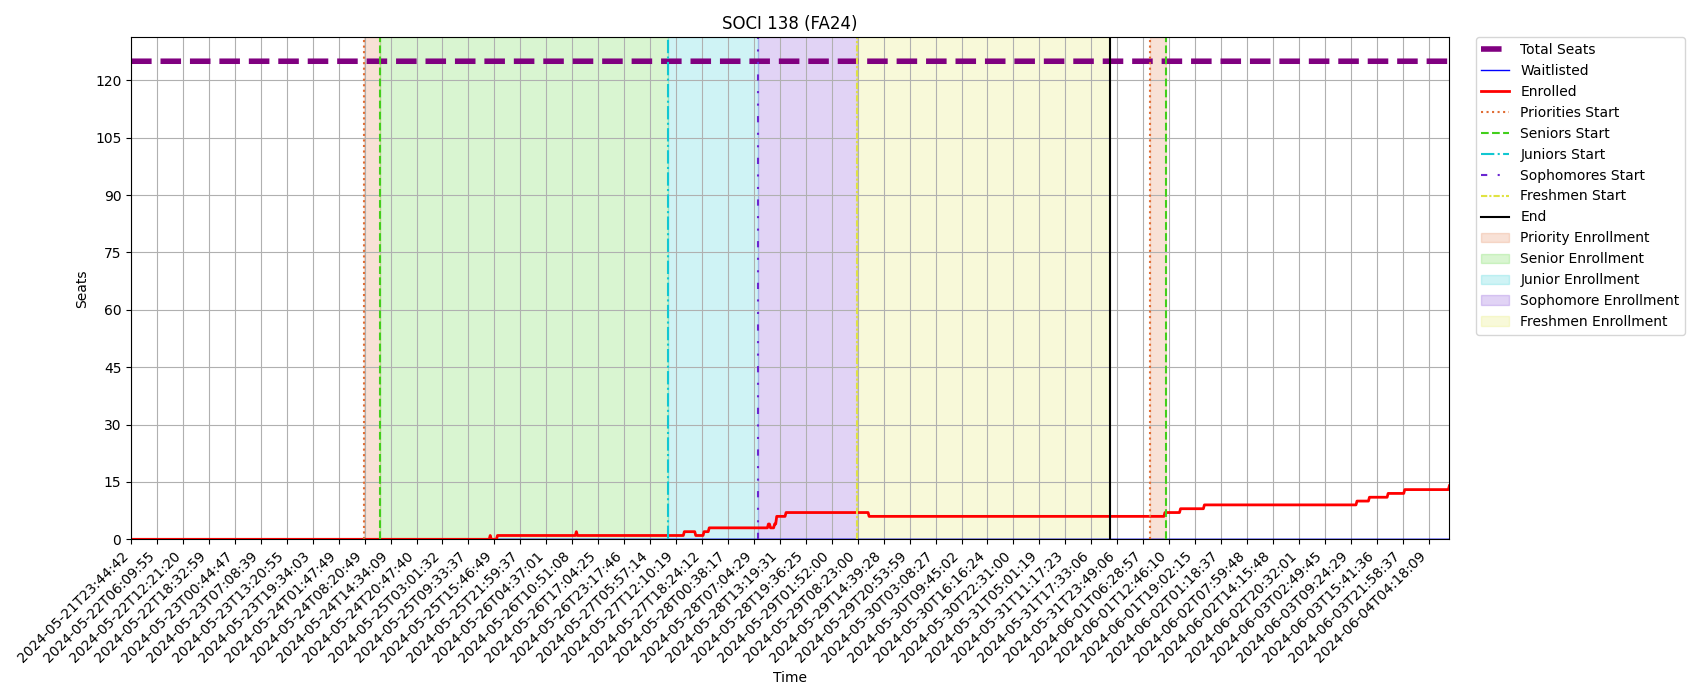 SOCI 138 (FA24)
Seats
120
105
90
75
60
45
30
15
0
2024-05-21T23:44:42
2024-05-22T06:09:55
2024-05-22T12:21:20
2024-05-22T18:32:59
2024-05-23T00:44:47
2024-05-23T07:08:39
2024-05-23T13:20:55
2024-05-23T19:34:03
2024-05-24T01:47:49
2024-05-24T08:20:49
2024-05-24T14:34:09
2024-05-24T20:47:40
2024-05-25T03:01:32
2024-05-25T09:33:37
2024-05-25T15:46:49
2024-05-25T21:59:37
2024-05-26T04:37:01
2024-05-26T10:51:08
2024-05-26T17:04:25
2024-05-26T23:17:46
2024-05-27T05:57:14
2024-05-27T12:10:19
2024-05-27T18:24:12
2024-05-28T00:38:17
2024-05-28T07:04:29
2024-05-28T13:19:31
2024-05-28T19:36:25
2024-05-29T01:52:00
2024-05-29T08:23:00
2024-05-29T14:39:28
2024-05-29T20:53:59
2024-05-30T03:08:27
2024-05-30T09:45:02
2024-05-30T16:16:24
2024-05-30T22:31:00
2024-05-31T05:01:19
2024-05-31T11:17:23
2024-05-31T17:33:06
2024-05-31T23:49:06
2024-06-01T06:28:57
2024-06-01T12:46:10
2024-06-01T19:02:15
2024-06-02T01:18:37
2024-06-02T07:59:48
2024-06-02T14:15:48
2024-06-02T20:32:01
2024-06-03T02:49:45
2024-06-03T09:24:29
2024-06-03T15:41:36
2024-06-03T21:58:37
2024-06-04T04:18:09
Time
Total Seats
Waitlisted
Enrolled
Priorities Start
Seniors Start
Juniors Start
Sophomores Start
Freshmen Start
End
Priority Enrollment
Senior Enrollment
Junior Enrollment
Sophomore Enrollment
Freshmen Enrollment